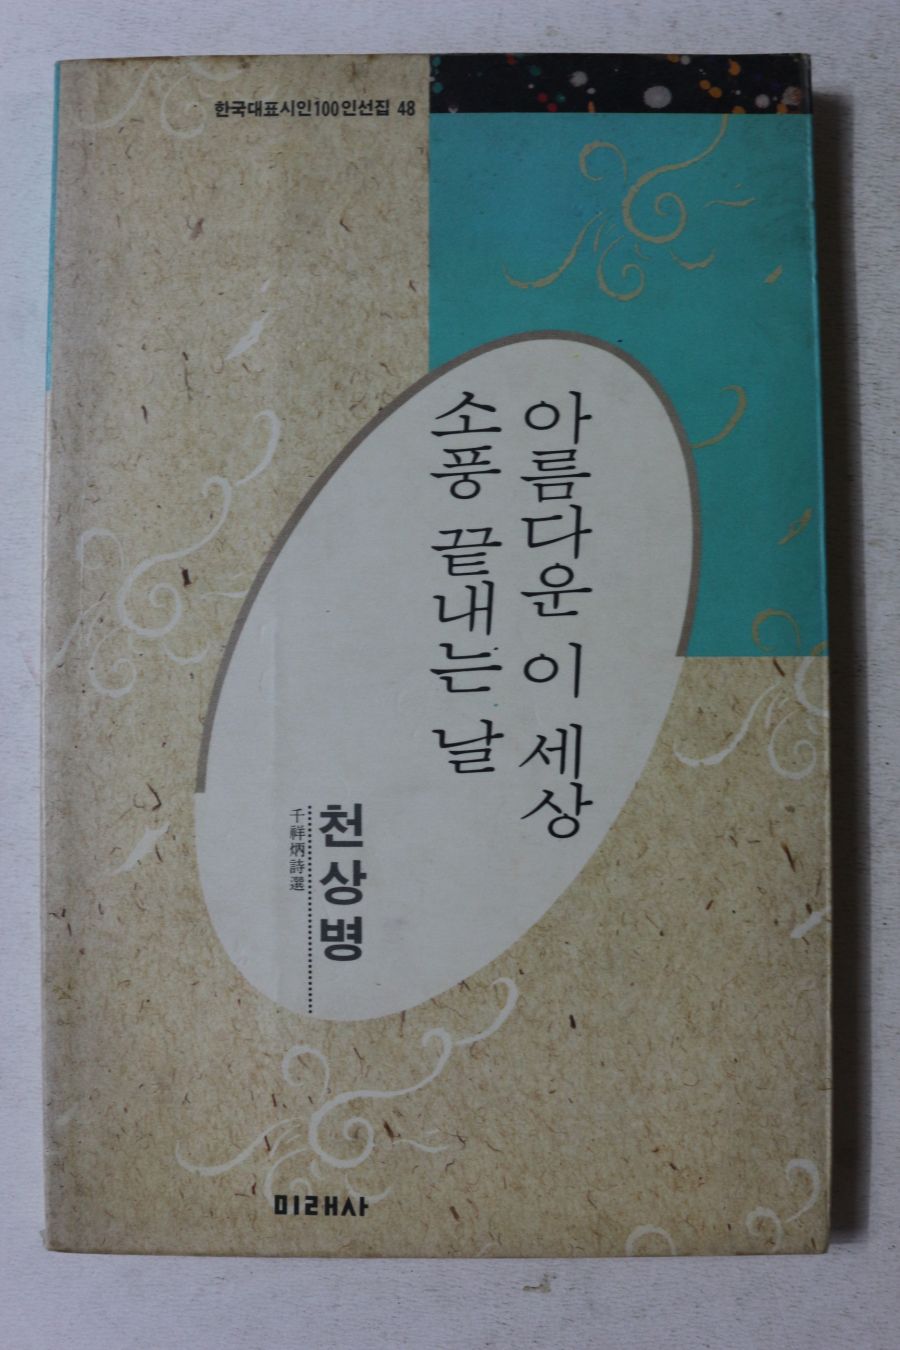 한국대표시인100인선집 48
아름다운 이 세상
소풍 끝내는 날
천상병
千祥炳詩選
미래사